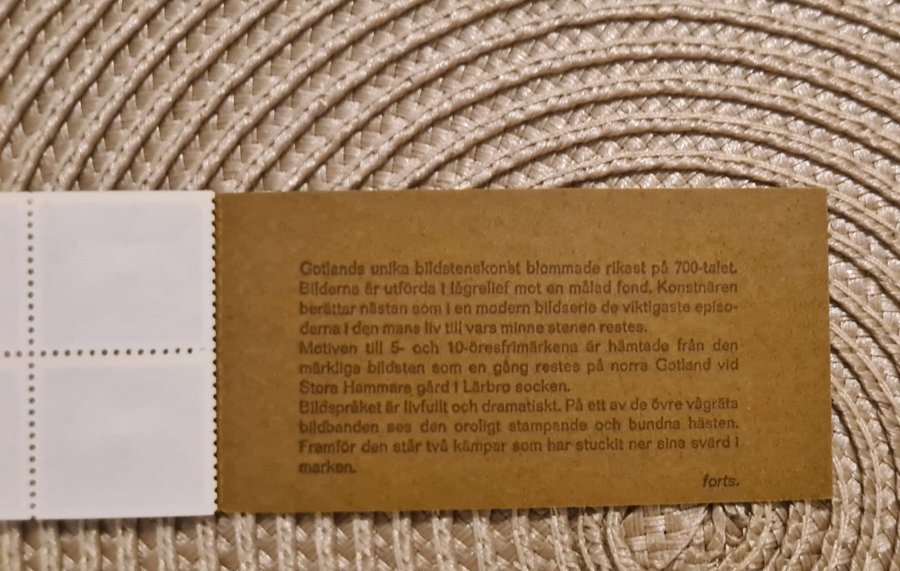 Gotlands unika bildstenskonst blommade rikast på 700-talet.
Bilderna är utförda i lågrelief mot en målad fond. Konstnären
berättar nästan som i en modern bildserie de viktigaste episo-
derna i den mans liv till vars minne stenen restes.
Motiven till 5- och 10-öresfrimärkena är hämtade från den
märkliga bildsten som en gång restes på norra Gotland vid
Stora Hammars gård i Lärbro socken.
Bildspråket är livfullt och dramatiskt. På ett av de övre vågräta
bildbanden ses den oroligt stampande och bundna hästen.
Framför den står två kämpar som har stuckit ner sina svärd i
marken.
forts.